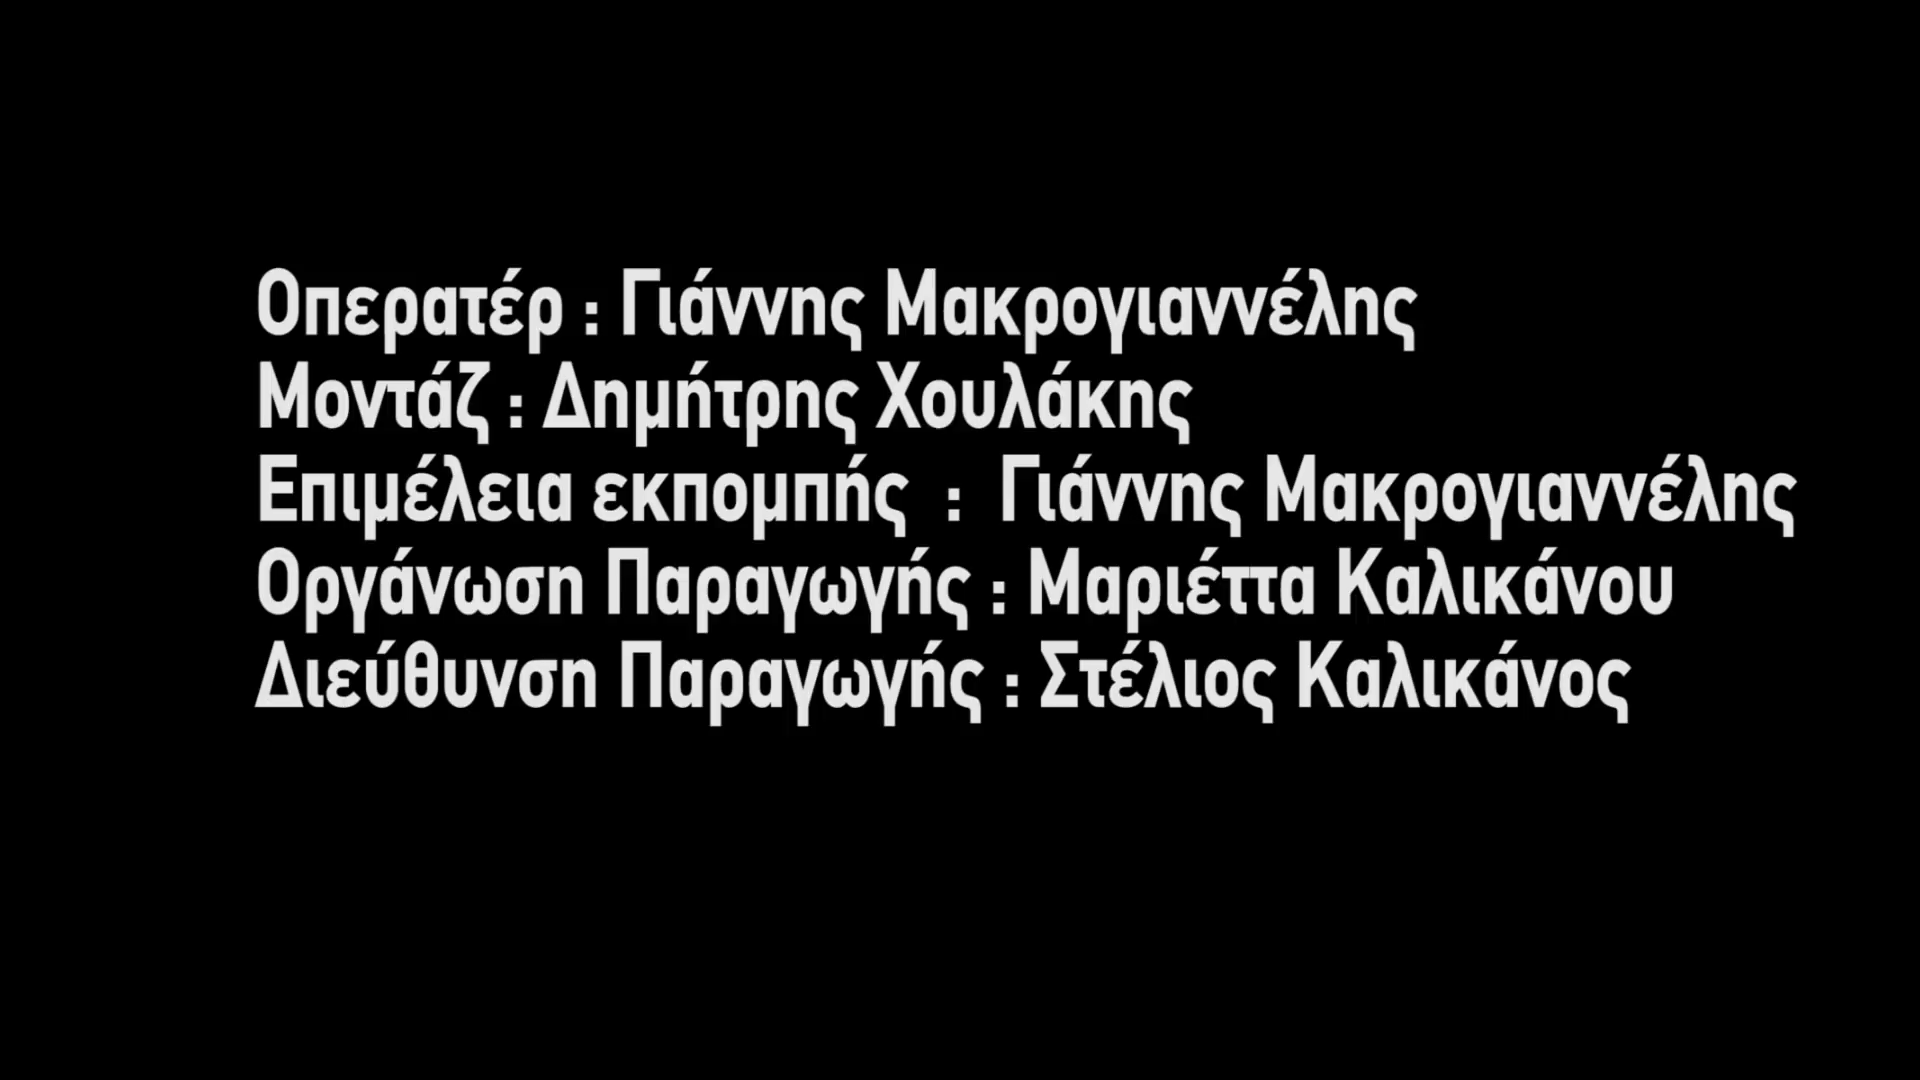 Οπερατέρ : Γιάννης Μακρογιαννέλης
Μοντάζ : Δημήτρης Χουλάκης
Επιμέλεια εκπομπής  :  Γιάννης Μακρογιαννέλης
Οργάνωση Παραγωγής : Μαριέττα Καλικάνου
Διεύθυνση Παραγωγής : Στέλιος Καλικάνος